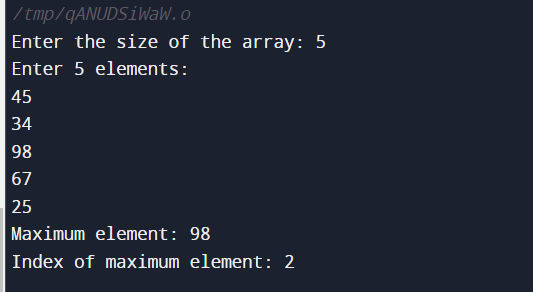 /tmp/qANUDSiWaW.o
Enter the size of the array: 5
Enter 5 elements:
45
34
98
67
25
Maximum element: 98
Index of maximum element: 2